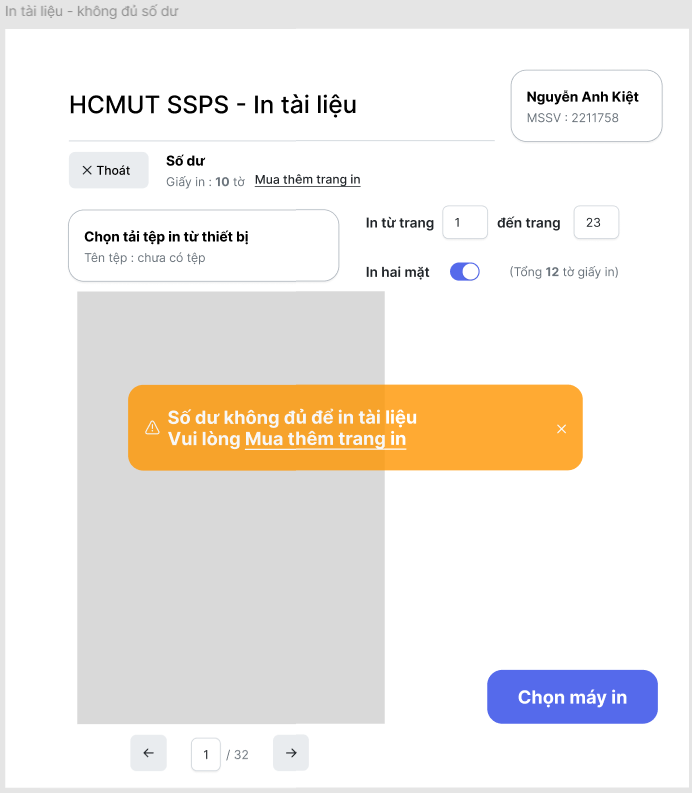 In tài liệu - không đủ số dư
HCMUT SSPS - In tài liệu
Nguyễn Anh Kiệt
MSSV : 2211758
Thoát
Số dư
Giấy in : 10 tờ Mua thêm trang in
Chọn tải tệp in từ thiết bị
Tên tệp : chưa có tệp
In từ trang 1 đến trang 23
In hai mặt (Tổng 12 tờ giấy in)
Số dư không đủ để in tài liệu
Vui lòng Mua thêm trang in
Chọn máy in
1 / 32